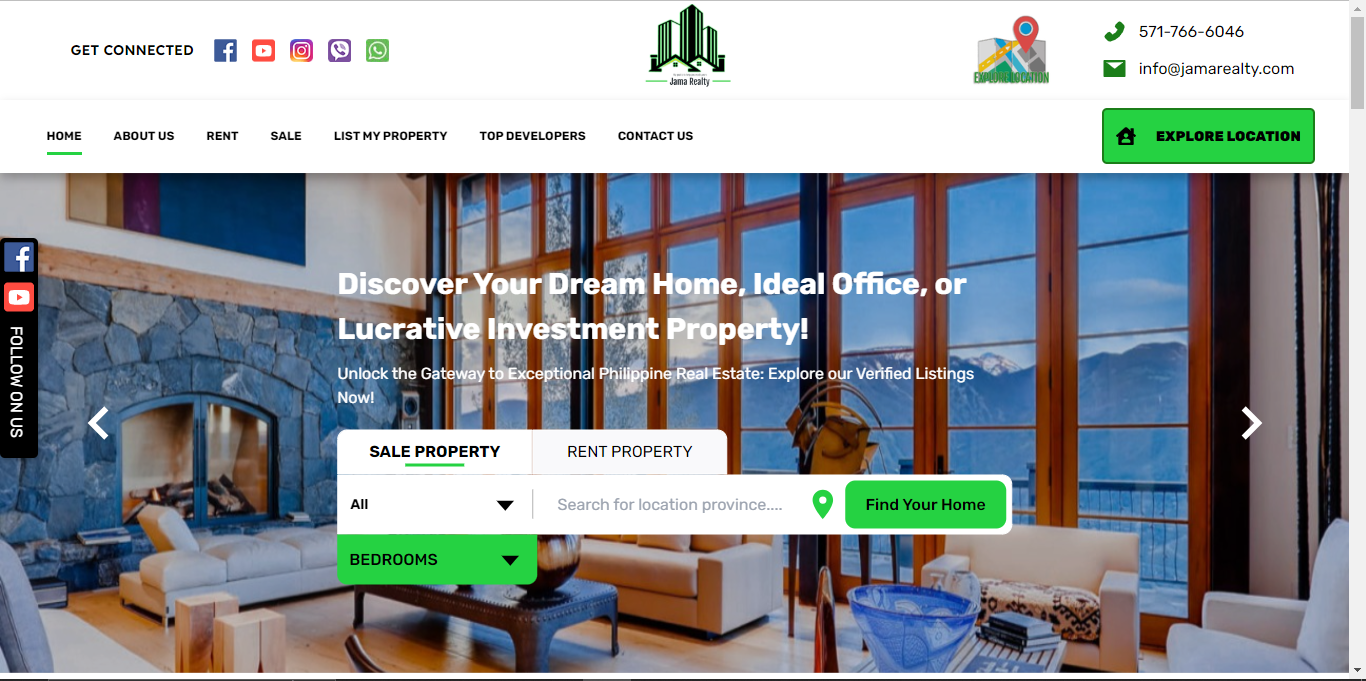 GET CONNECTED
Jama Realty
EXPLORE LOCATION
571-766-6046
info@jamarealty.com
HOME
ABOUT US
RENT
SALE
LIST MY PROPERTY
TOP DEVELOPERS
CONTACT US
EXPLORE LOCATION
FOLLOW ON US
Discover Your Dream Home, Ideal Office, or
Lucrative Investment Property!
Unlock the Gateway to Exceptional Philippine Real Estate: Explore our Verified Listings
Now!
SALE PROPERTY
RENT PROPERTY
All
Search for location province....
Find Your Home
BEDROOMS